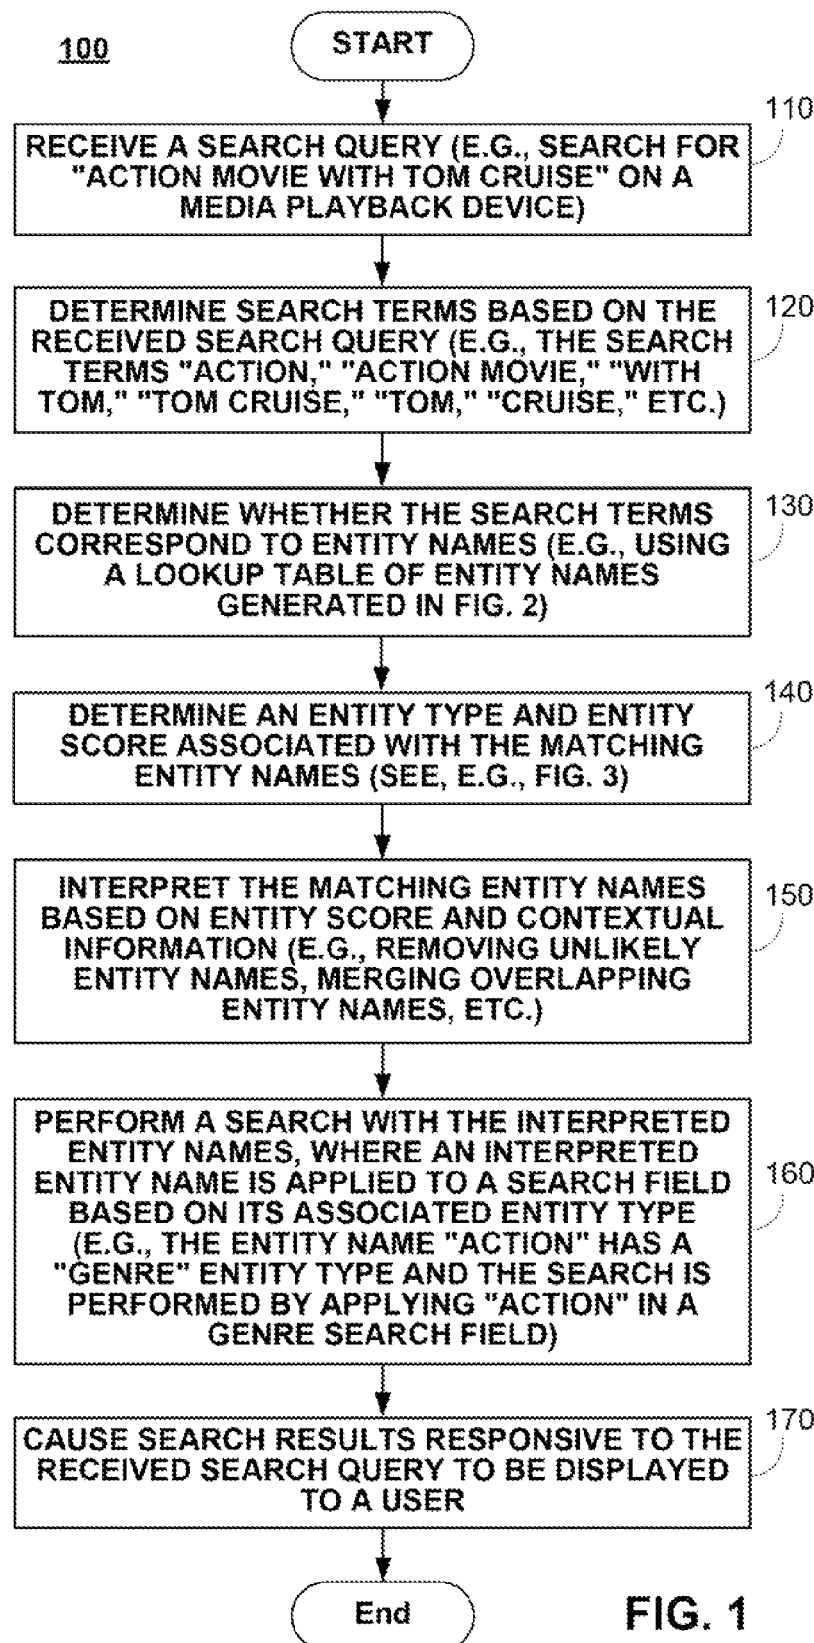 100
START
110
RECEIVE A SEARCH QUERY (E.G., SEARCH FOR
"ACTION MOVIE WITH TOM CRUISE" ON A
MEDIA PLAYBACK DEVICE)
120
DETERMINE SEARCH TERMS BASED ON THE
RECEIVED SEARCH QUERY (E.G., THE SEARCH
TERMS "ACTION," "ACTION MOVIE," "WITH
TOM," "TOM CRUISE," "TOM," "CRUISE," ETC.)
130
DETERMINE WHETHER THE SEARCH TERMS
CORRESPOND TO ENTITY NAMES (E.G., USING
A LOOKUP TABLE OF ENTITY NAMES
GENERATED IN FIG. 2)
140
DETERMINE AN ENTITY TYPE AND ENTITY
SCORE ASSOCIATED WITH THE MATCHING
ENTITY NAMES (SEE, E.G., FIG. 3)
150
INTERPRET THE MATCHING ENTITY NAMES
BASED ON ENTITY SCORE AND CONTEXTUAL
INFORMATION (E.G., REMOVING UNLIKELY
ENTITY NAMES, MERGING OVERLAPPING
ENTITY NAMES, ETC.)
160
PERFORM A SEARCH WITH THE INTERPRETED
ENTITY NAMES, WHERE AN INTERPRETED
ENTITY NAME IS APPLIED TO A SEARCH FIELD
BASED ON ITS ASSOCIATED ENTITY TYPE
(E.G., THE ENTITY NAME "ACTION" HAS A
"GENRE" ENTITY TYPE AND THE SEARCH IS
PERFORMED BY APPLYING "ACTION" IN A
GENRE SEARCH FIELD)
170
CAUSE SEARCH RESULTS RESPONSIVE TO THE
RECEIVED SEARCH QUERY TO BE DISPLAYED
TO A USER
End
FIG. 1